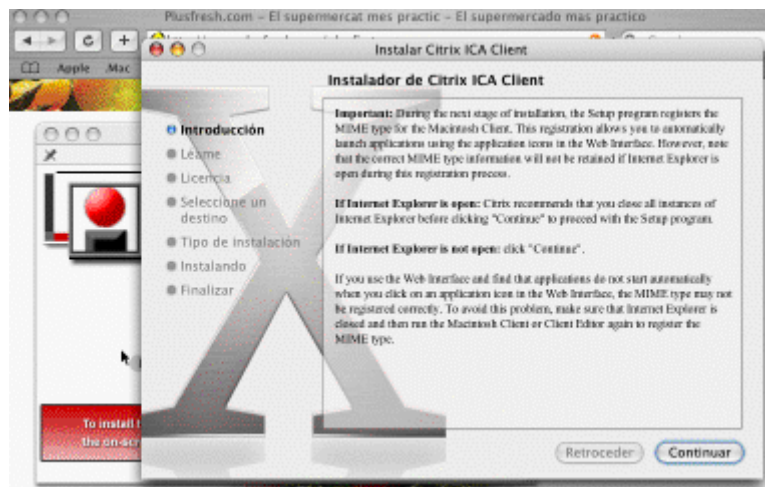 Plusfresh.com – El supermercat mes practic – El supermercado mas practico
Apple Mac
Instalar Citrix ICA Client
Instalador de Citrix ICA Client
Introducción
Léame
Licencia
Seleccione un
destino
Tipo de instalación
Instalando
Finalizar
Important: During the next stage of installation, the Setup program registers the
MIME type for the Macintosh Client. This registration allows you to automatically
launch applications using the application icons in the Web Interface. However, note
that the correct MIME type information will not be retained if Internet Explorer is
open during this registration process.
If Internet Explorer is open: Citrix recommends that you close all instances of
Internet Explorer before clicking "Continue" to proceed with the Setup program.
If Internet Explorer is not open: click "Continue".
If you use the Web Interface and find that applications do not start automatically
when you click on an application icon in the Web Interface, the MIME type may not
be registered correctly. To avoid this problem, make sure that Internet Explorer is
closed and then run the Macintosh Client or Client Editor again to register the
MIME type.
To install
the on-scr
Retroceder
Continuar